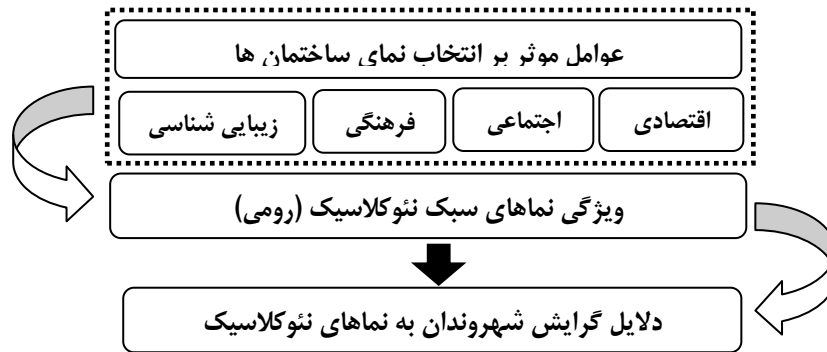 عوامل موثر بر انتخاب نمای ساختمان ها
اقتصادی
اجتماعی
فرهنگی
زیبایی شناسی
ویژگی نماهای سبک نئوکلاسیک (رومی)
دلایل گرایش شهروندان به نماهای نئوکلاسیک